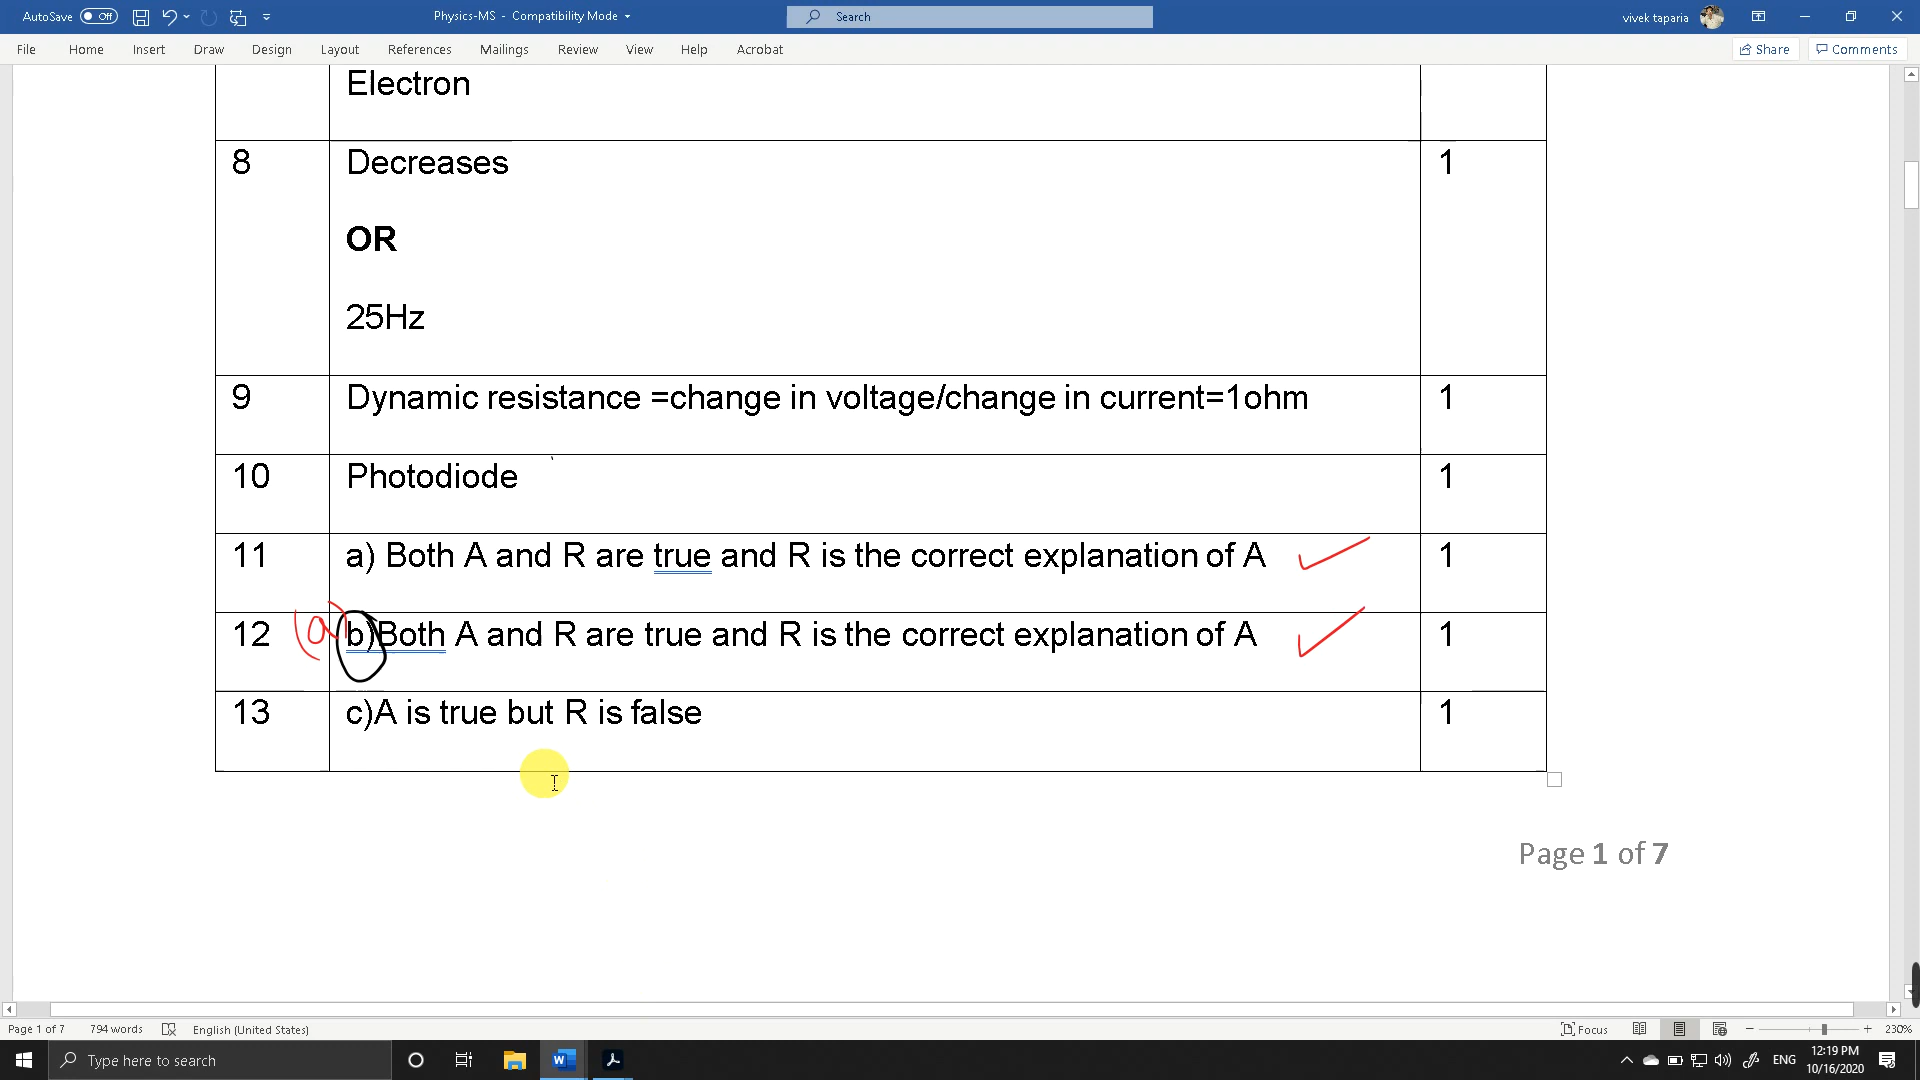 AutoSave Off Physics-MS - Compatibility Mode Search vivek taparia
File Home Insert Draw Design Layout References Mailings Review View Help Acrobat Share Comments
Electron
8 Decreases 1
OR
25Hz
9 Dynamic resistance =change in voltage/change in current=1ohm 1
10 Photodiode 1
11 a) Both A and R are true and R is the correct explanation of A 1
12 (a) b)Both A and R are true and R is the correct explanation of A 1
13 c)A is true but R is false 1
Page 1 of 7
Page 1 of 7 794 words English (United States) Focus 230%
Type here to search ENG 12:19 PM
10/16/2020